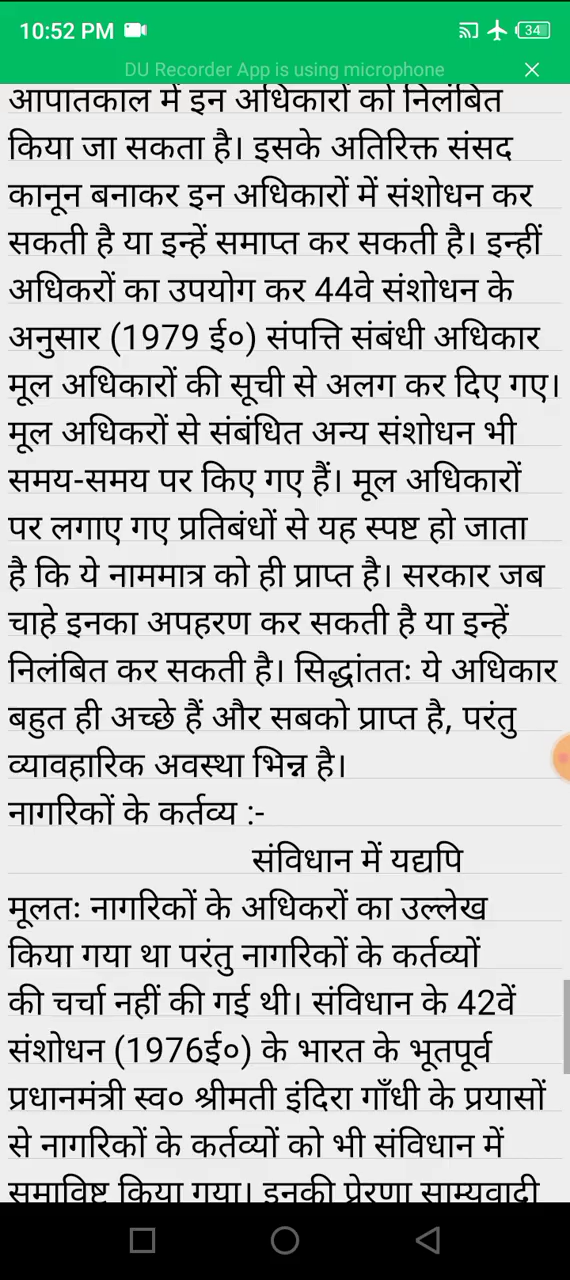 10:52 PM
34
DU Recorder App is using microphone
आपातकाल में इन अधिकारों को निलंबित
किया जा सकता है। इसके अतिरिक्त संसद
कानून बनाकर इन अधिकारों में संशोधन कर
सकती है या इन्हें समाप्त कर सकती है। इन्हीं
अधिकरों का उपयोग कर 44वे संशोधन के
अनुसार (1979 ई०) संपत्ति संबंधी अधिकार
मूल अधिकारों की सूची से अलग कर दिए गए।
मूल अधिकरों से संबंधित अन्य संशोधन भी
समय-समय पर किए गए हैं। मूल अधिकारों
पर लगाए गए प्रतिबंधों से यह स्पष्ट हो जाता
है कि ये नाममात्र को ही प्राप्त है। सरकार जब
चाहे इनका अपहरण कर सकती है या इन्हें
निलंबित कर सकती है। सिद्धांततः ये अधिकार
बहुत ही अच्छे हैं और सबको प्राप्त है, परंतु
व्यावहारिक अवस्था भिन्न है।
नागरिकों के कर्तव्य :-
संविधान में यद्यपि
मूलतः नागरिकों के अधिकरों का उल्लेख
किया गया था परंतु नागरिकों के कर्तव्यों
की चर्चा नहीं की गई थी। संविधान के 42वें
संशोधन (1976ई०) के भारत के भूतपूर्व
प्रधानमंत्री स्व० श्रीमती इंदिरा गाँधी के प्रयासों
से नागरिकों के कर्तव्यों को भी संविधान में
समाविष्ट किया गया। इनकी प्रेरणा साम्यवादी